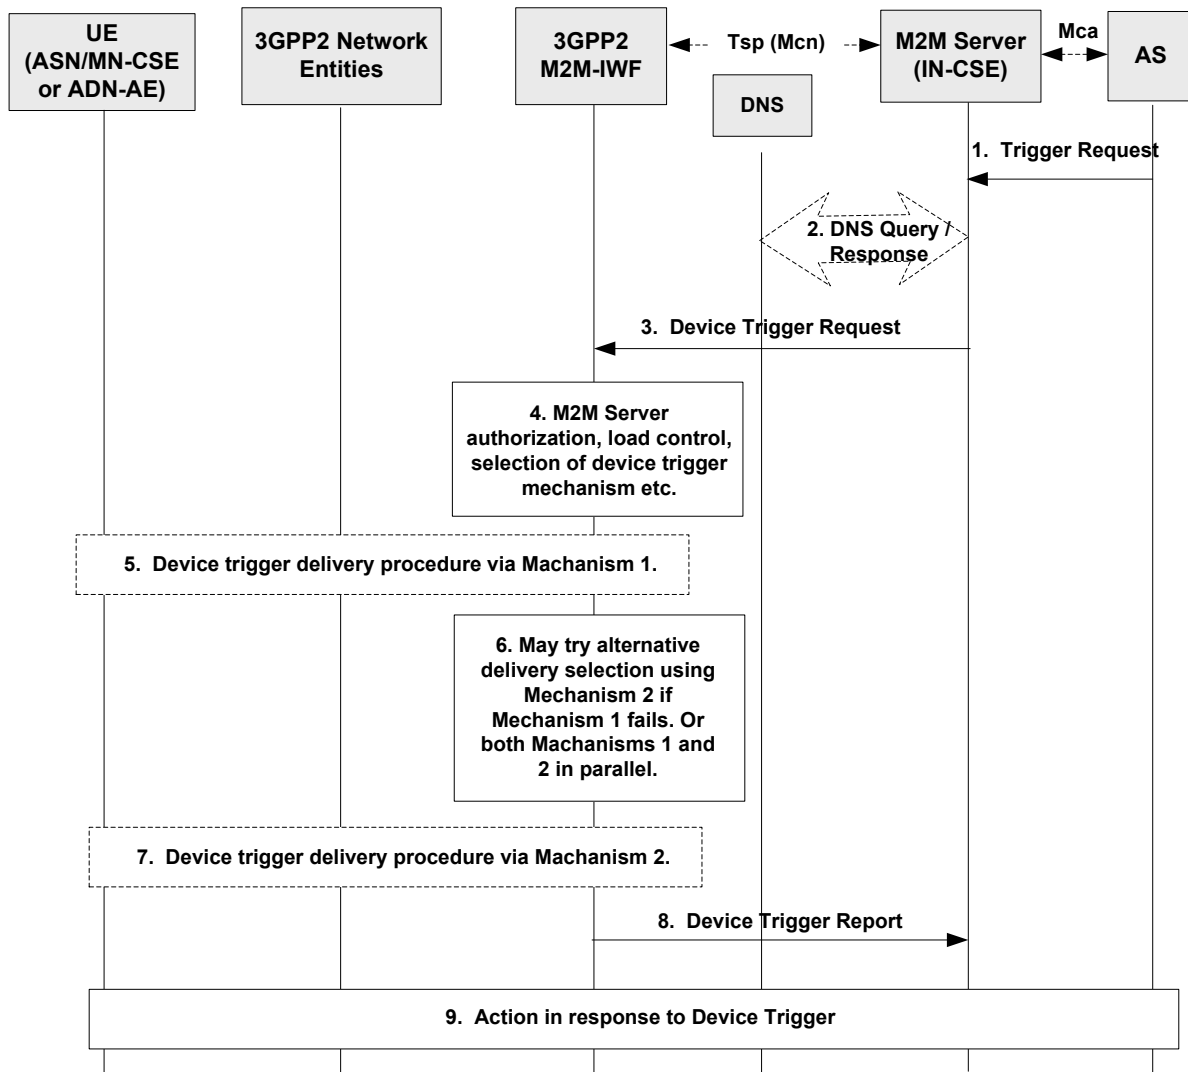 UE
(ASN/MN-CSE
or ADN-AE)
3GPP2 Network
Entities
3GPP2
M2M-IWF
Tsp (Mcn)
DNS
M2M Server
(IN-CSE)
Mca
AS
1. Trigger Request
2. DNS Query /
Response
3. Device Trigger Request
4. M2M Server
authorization, load control,
selection of device trigger
mechanism etc.
5. Device trigger delivery procedure via Machanism 1.
6. May try alternative
delivery selection using
Mechanism 2 if
Mechanism 1 fails. Or
both Machanisms 1 and
2 in parallel.
7. Device trigger delivery procedure via Machanism 2.
8. Device Trigger Report
9. Action in response to Device Trigger